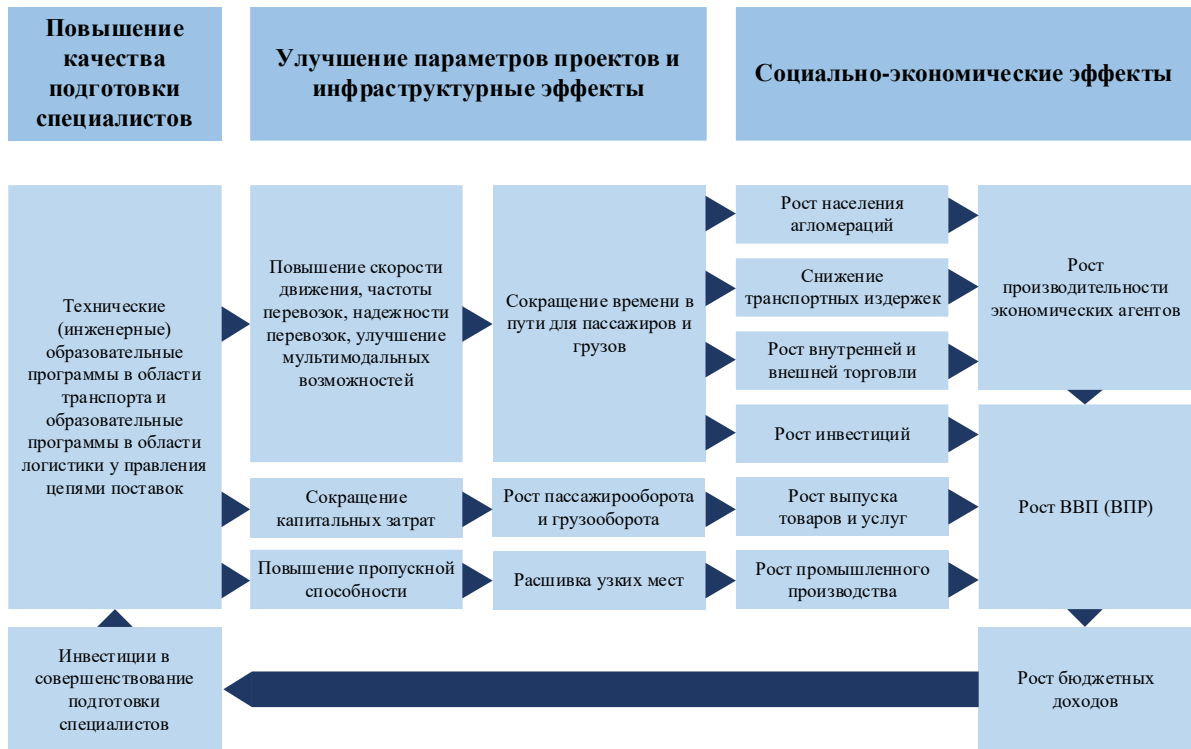 Повышение
качества
подготовки
специалистов
Улучшение параметров проектов и
инфраструктурные эффекты
Социально-экономические эффекты
Технические
(инженерные)
образовательные
программы в области
транспорта и
образовательные
программы в области
логистики у правления
цепями поставок
Повышение скорости
движения, частоты
перевозок, надежности
перевозок, улучшение
мультимодальных
возможностей
Сокращение времени в
пути для пассажиров и
грузов
Рост населения
агломераций
Снижение
транспортных издержек
Рост внутренней и
внешней торговли
Рост инвестиций
Рост
производительности
экономических агентов
Сокращение
капитальных затрат
Рост пассажирооборота
и грузооборота
Рост выпуска
товаров и услуг
Рост ВВП (ВПР)
Повышение пропускной
способности
Расшивка узких мест
Рост промышленного
производства
Инвестиции в
совершенствование
подготовки
специалистов
Рост бюджетных
доходов